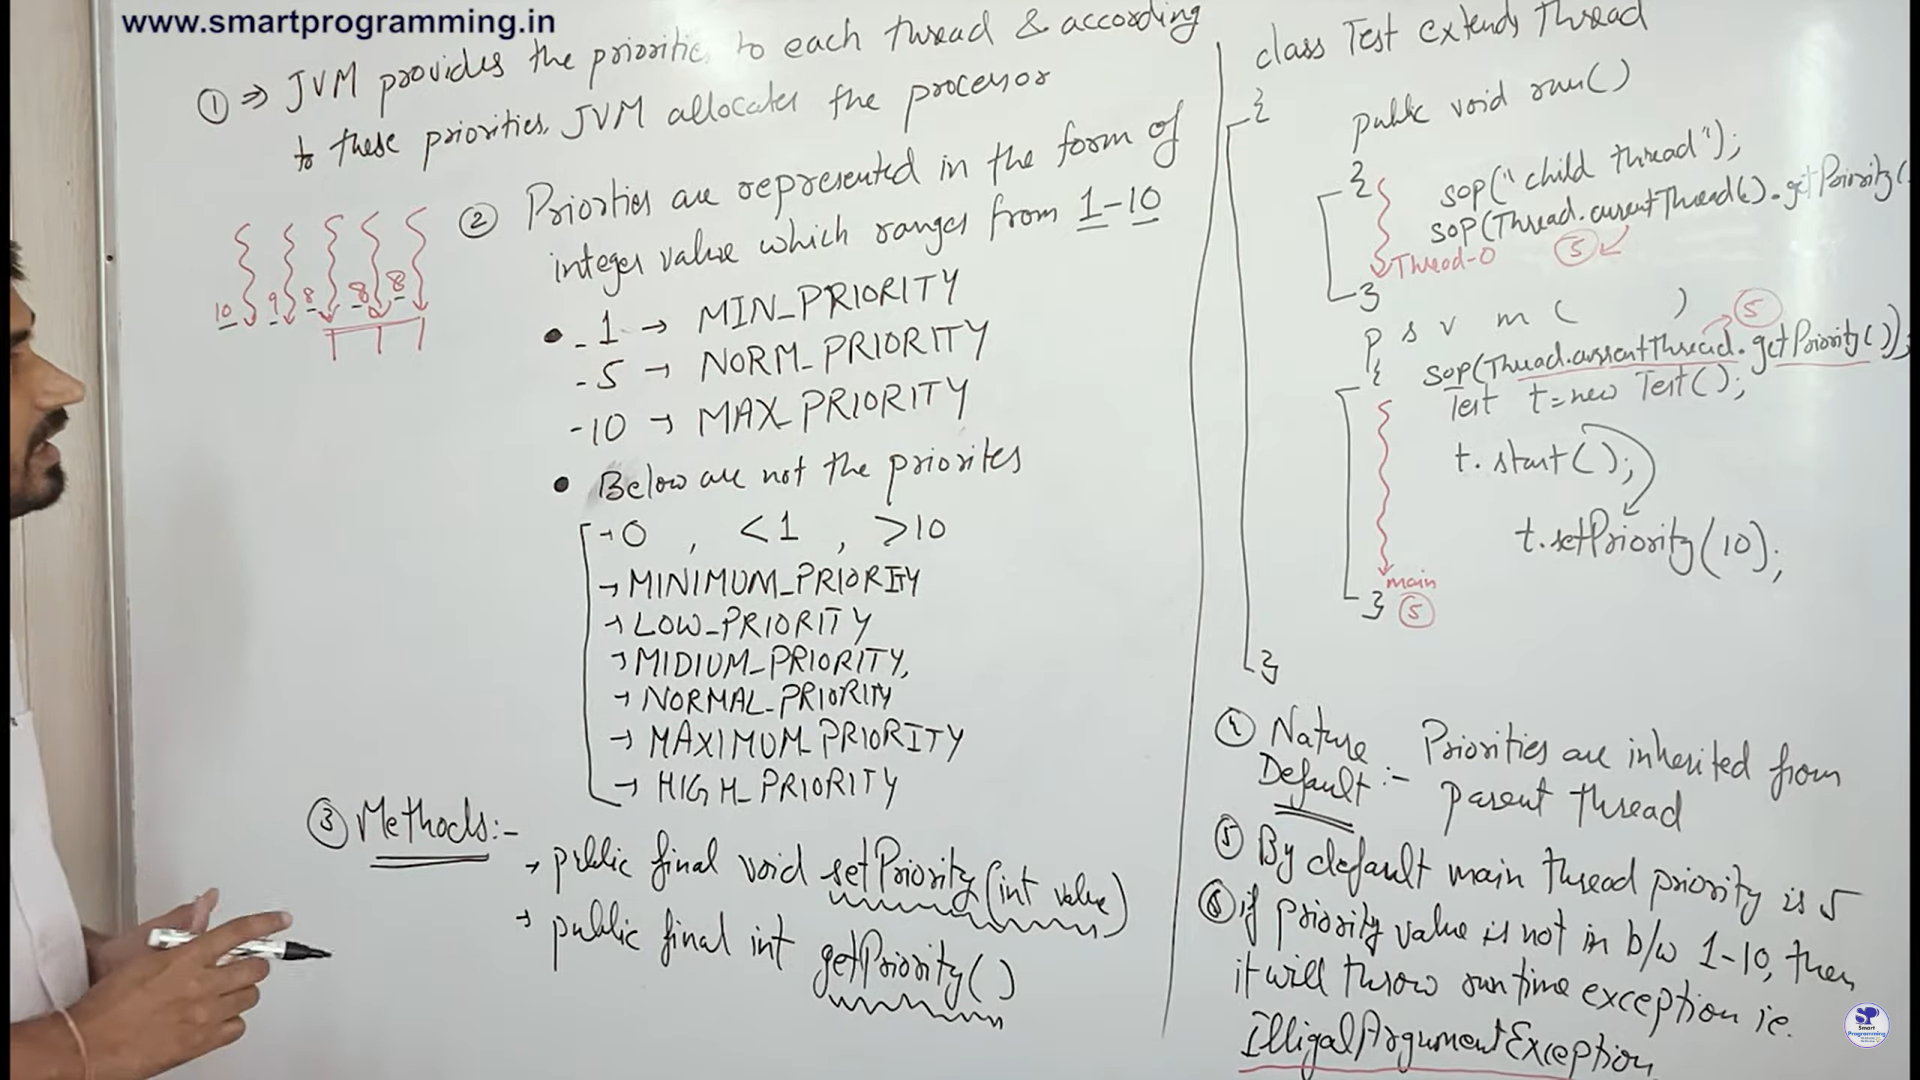 www.smartprogramming.in
① ⇒ JVM provides the prioritie to each thread & according
to these priorities, JVM allocates the processor
② Priorties are represented in the form of
integer value which ranges from 1-10
• - 1 → MIN_PRIORITY
- 5 → NORM_PRIORITY
- 10 → MAX_PRIORITY
• Below are not the priorites
→ 0 , <1 , >10
→ MINIMUM_PRIORITY
→ LOW_PRIORITY
→ MIDIUM_PRIORITY,
→ NORMAL_PRIORITY
→ MAXIMUM_PRIORITY
→ HIGH_PRIORITY
10 9 8 8 8
③ Methods:-
→ public final void setPriority(int value)
→ public final int getPriority()
class Test extends Thread
{
public void run()
{
sop("child thread");
sop(Thread.currentThread().getPriority(
Thread-0
5
}
p s v m ( )
5
{
sop(Thread.currentThread.getPriority());
Test t=new Test();
t.start();
t.setPriority(10);
main
} 5
}
④ Nature
Default:- Priorities are inherited from
parent thread
⑤ By default main thread priority is 5
⑥ if priority value is not in b/w 1-10, then
it will throw runtime exception ie.
IlligalArgumentException
SP
Smart
Programming